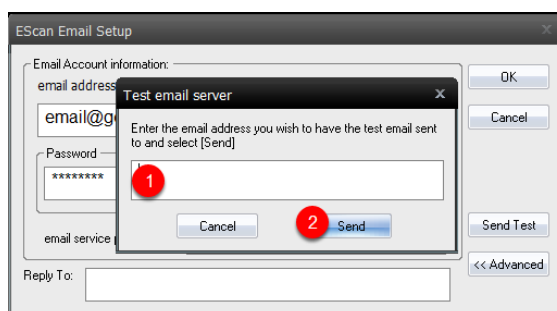 EScan Email Setup
x
Email Account information:
email address
email@g
Password
********
email service
Reply To:
OK
Cancel
Send Test
<< Advanced
Test email server
x
Enter the email address you wish to have the test email sent
to and select [Send]
1
Cancel
2
Send